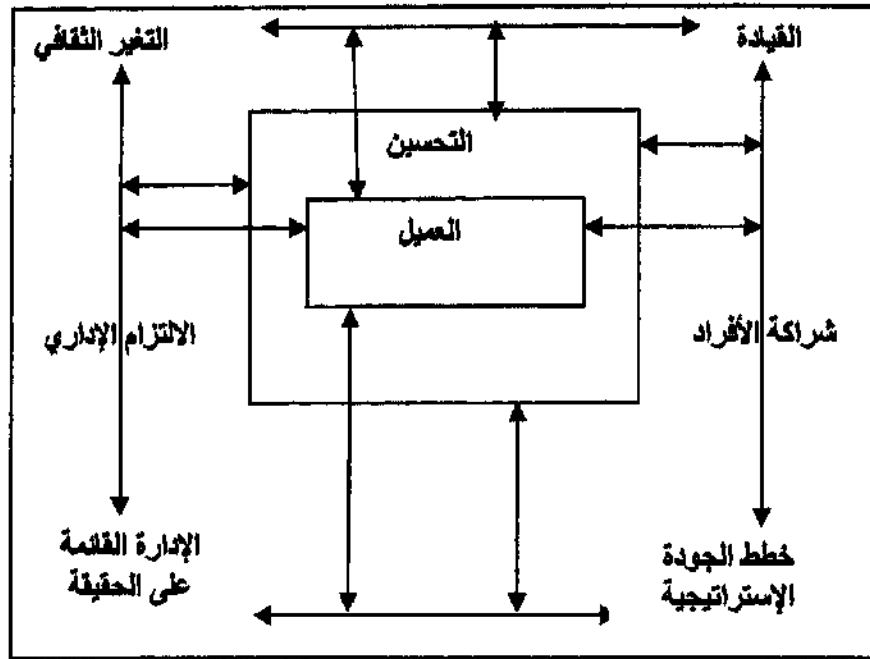 القيادة
التغير الثقافي
التحسين
العميل
شراكة الأفراد
الالتزام الإداري
خطط الجودة
الإستراتيجية
الإدارة القائمة
على الحقيقة